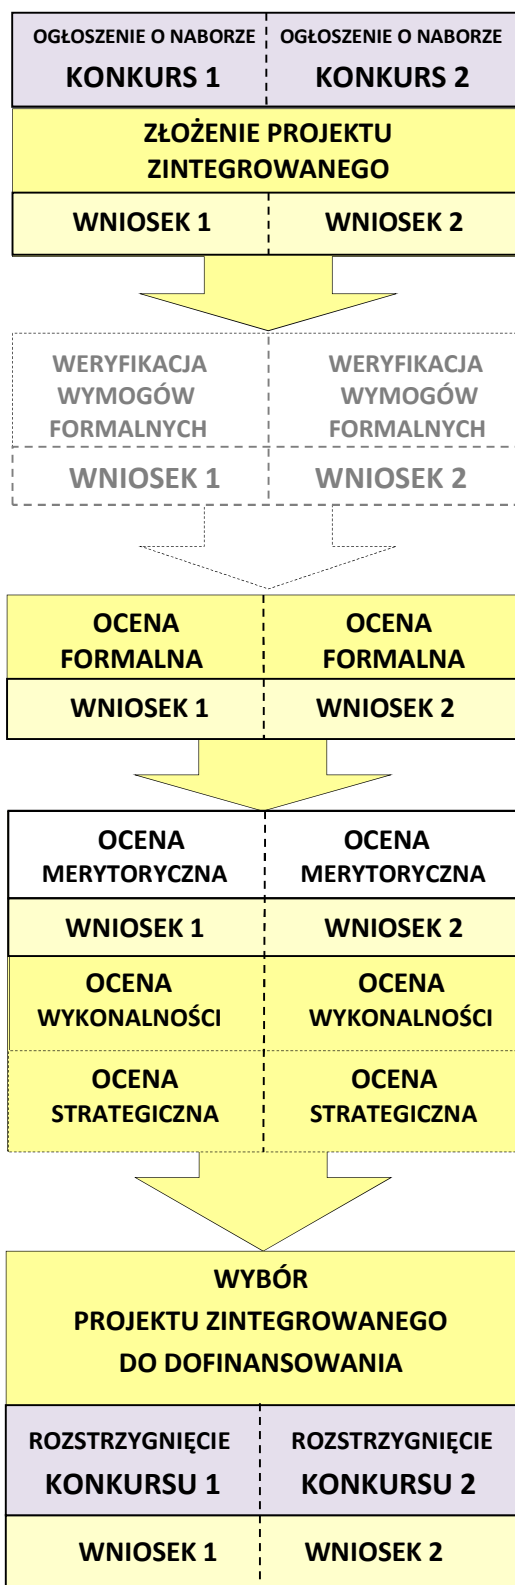 OGŁOSZENIE O NABORZE OGŁOSZENIE O NABORZE
KONKURS 1 KONKURS 2
ZŁOŻENIE PROJEKTU
ZINTEGROWANEGO
WNIOSEK 1 WNIOSEK 2
WERYFIKACJA WERYFIKACJA
WYMOGÓW WYMOGÓW
FORMALNYCH FORMALNYCH
WNIOSEK 1 WNIOSEK 2
OCENA OCENA
FORMALNA FORMALNA
WNIOSEK 1 WNIOSEK 2
OCENA OCENA
MERYTORYCZNA MERYTORYCZNA
WNIOSEK 1 WNIOSEK 2
OCENA OCENA
WYKONALNOŚCI WYKONALNOŚCI
OCENA OCENA
STRATEGICZNA STRATEGICZNA
WYBÓR
PROJEKTU ZINTEGROWANEGO
DO DOFINANSOWANIA
ROZSTRZYGNIĘCIE ROZSTRZYGNIĘCIE
KONKURSU 1 KONKURSU 2
WNIOSEK 1 WNIOSEK 2